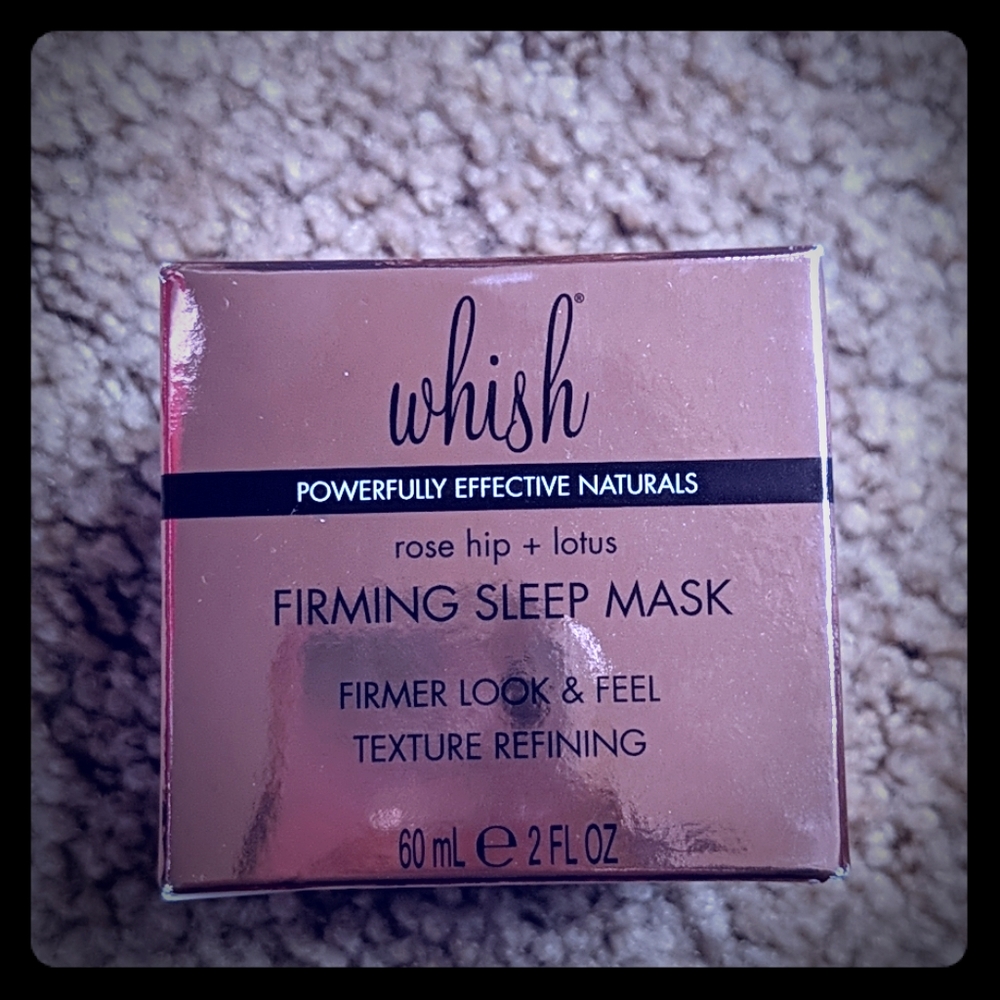 whish®
POWERFULLY EFFECTIVE NATURALS
rose hip + lotus
FIRMING SLEEP MASK
FIRMER LOOK & FEEL
TEXTURE REFINING
60 mL ℮ 2 FL OZ